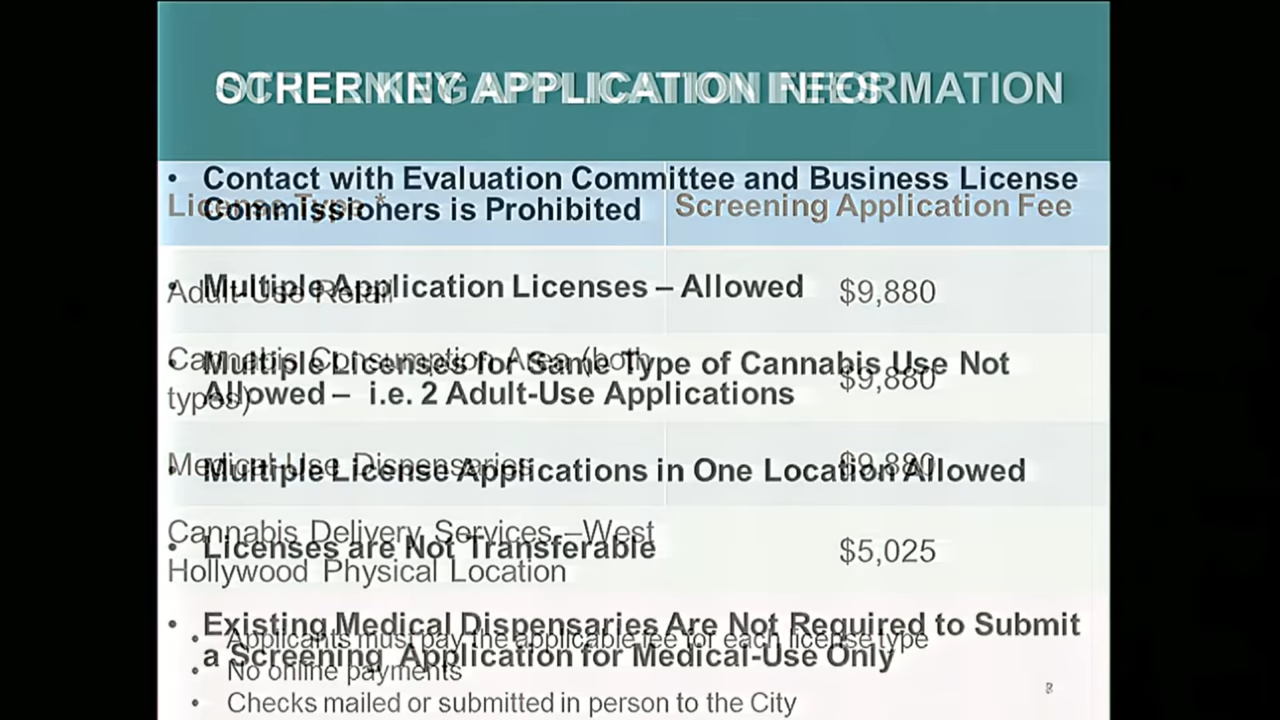 SCREENING APPLICATION FEES
KEY APPLICATION INFORMATION
• Contact with Evaluation Committee and Business License
Commissioners is Prohibited
License Type * Screening Application Fee
• Multiple Application Licenses – Allowed
Adult-Use Retail $9,880
• Multiple Licenses for Same Type of Cannabis Use Not
Allowed – i.e. 2 Adult-Use Applications
Cannabis Consumption Area (both
types) $9,880
• Multiple License Applications in One Location Allowed
Medical-Use Dispensaries $9,880
• Licenses are Not Transferable
Cannabis Delivery Services – West
Hollywood Physical Location $5,025
• Existing Medical Dispensaries Are Not Required to Submit
a Screening Application for Medical-Use Only
• Applicants must pay the applicable fee for each license type
• No online payments
• Checks mailed or submitted in person to the City